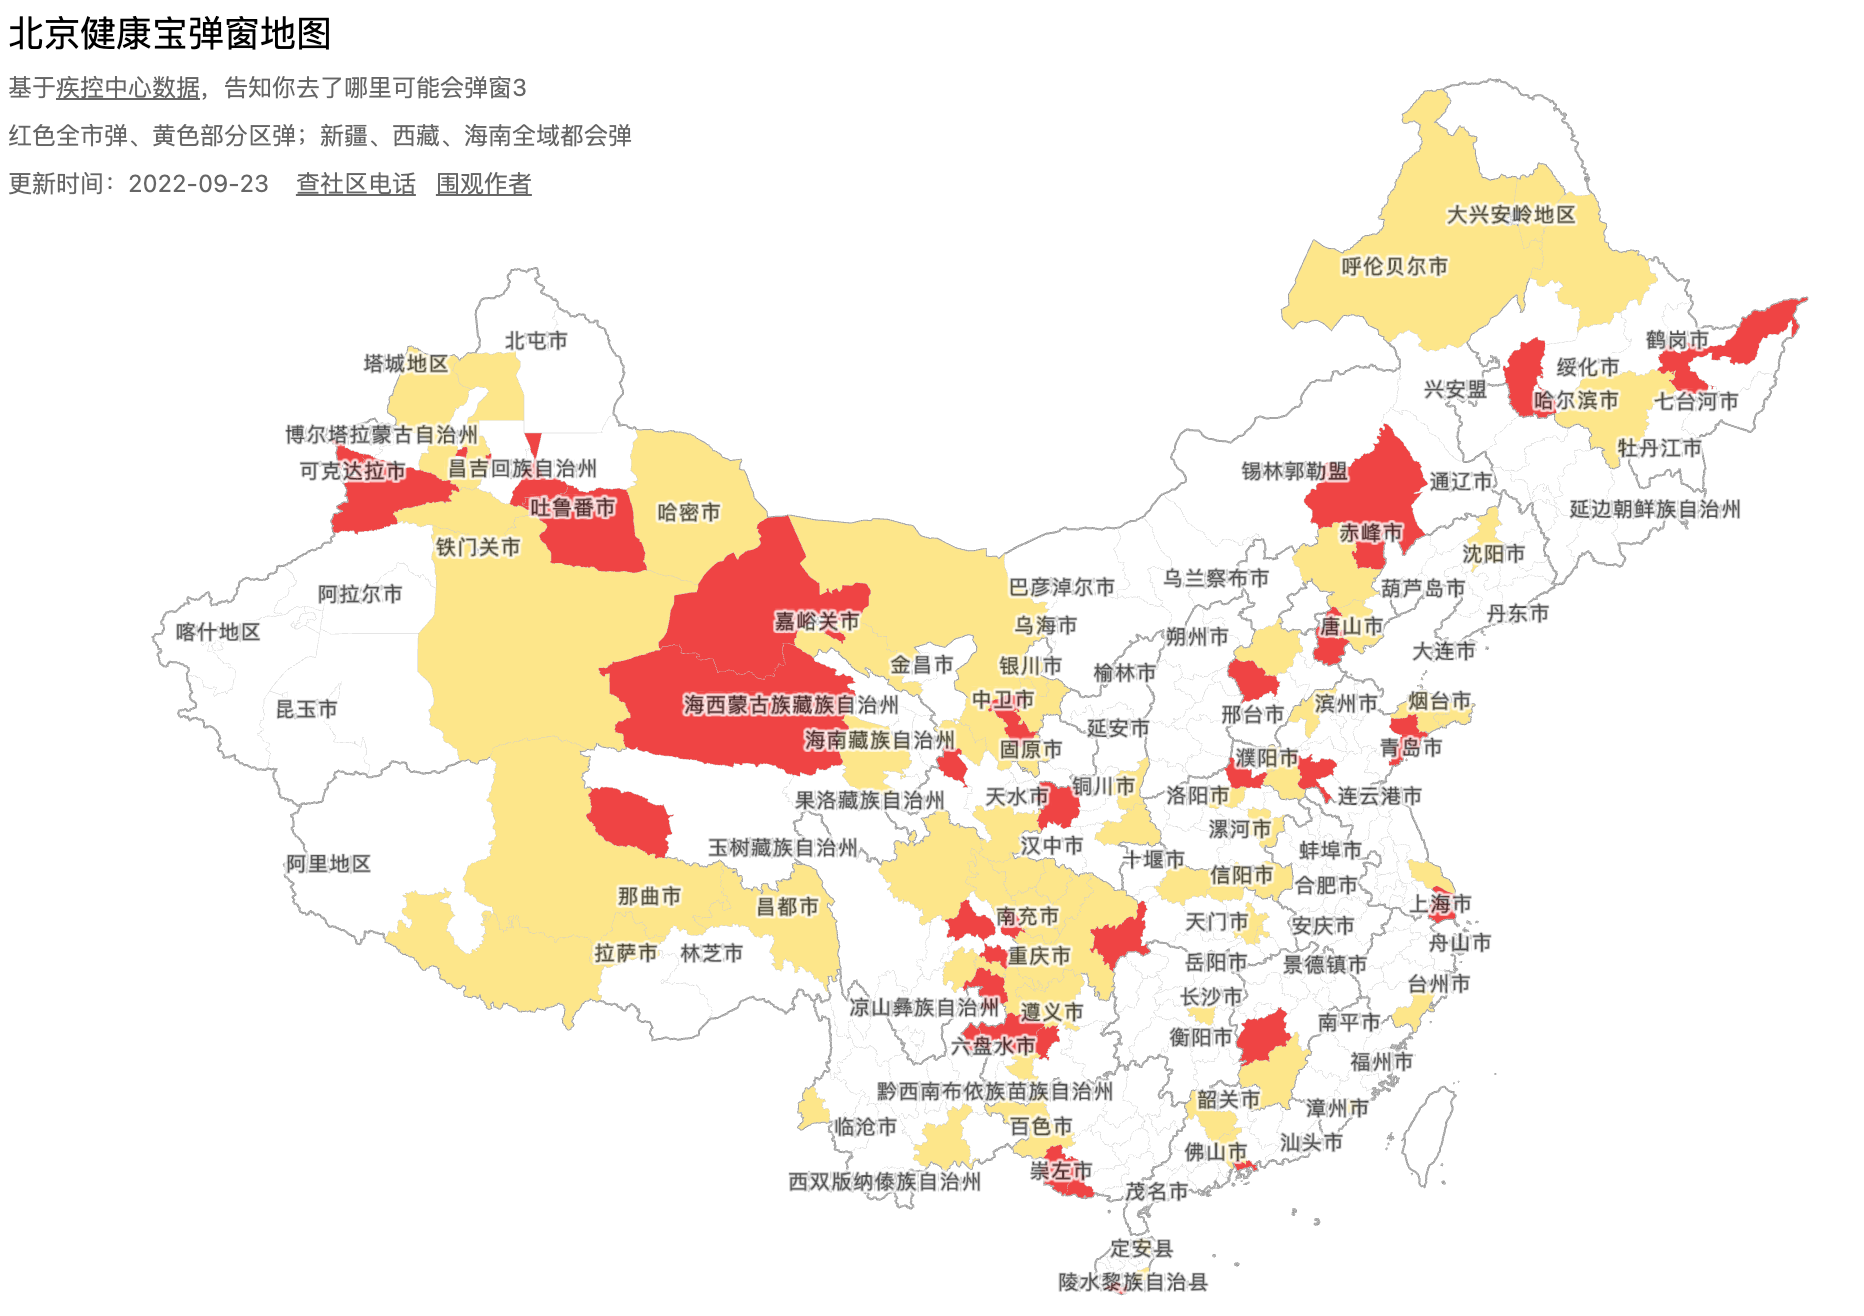 北京健康宝弹窗地图
基于疾控中心数据，告知你去了哪里可能会弹窗3
红色全市弹、黄色部分区弹；新疆、西藏、海南全域都会弹
更新时间：2022-09-23 查社区电话 围观作者
大兴安岭地区
呼伦贝尔市
北屯市
鹤岗市
塔城地区
绥化市
兴安盟
哈尔滨市
七台河市
博尔塔拉蒙古自治州
牡丹江市
可克达拉市
昌吉回族自治州
锡林郭勒盟
通辽市
吐鲁番市
哈密市
延边朝鲜族自治州
赤峰市
铁门关市
沈阳市
乌兰察布市
巴彦淖尔市
葫芦岛市
阿拉尔市
丹东市
嘉峪关市
乌海市
唐山市
喀什地区
朔州市
大连市
金昌市
银川市
榆林市
中卫市
烟台市
滨州市
海西蒙古族藏族自治州
昆玉市
邢台市
延安市
海南藏族自治州
固原市
青岛市
濮阳市
铜川市
天水市
洛阳市
连云港市
果洛藏族自治州
漯河市
汉中市
玉树藏族自治州
蚌埠市
十堰市
阿里地区
信阳市
合肥市
那曲市
昌都市
上海市
南充市
天门市
安庆市
舟山市
拉萨市
林芝市
重庆市
岳阳市
景德镇市
台州市
长沙市
凉山彝族自治州
遵义市
南平市
衡阳市
六盘水市
福州市
黔西南布依族苗族自治州
韶关市
漳州市
临沧市
百色市
汕头市
佛山市
崇左市
西双版纳傣族自治州
茂名市
定安县
陵水黎族自治县